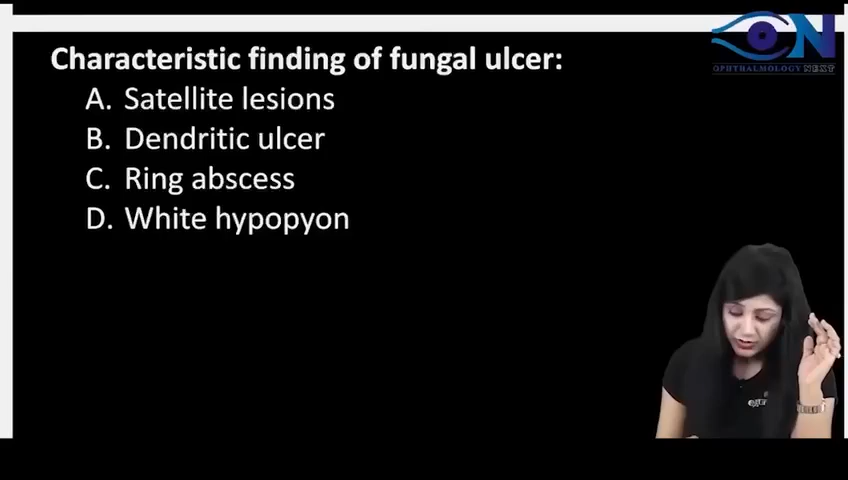 ON
OPHTHALMOLOGY NEXT
Characteristic finding of fungal ulcer:
A. Satellite lesions
B. Dendritic ulcer
C. Ring abscess
D. White hypopyon